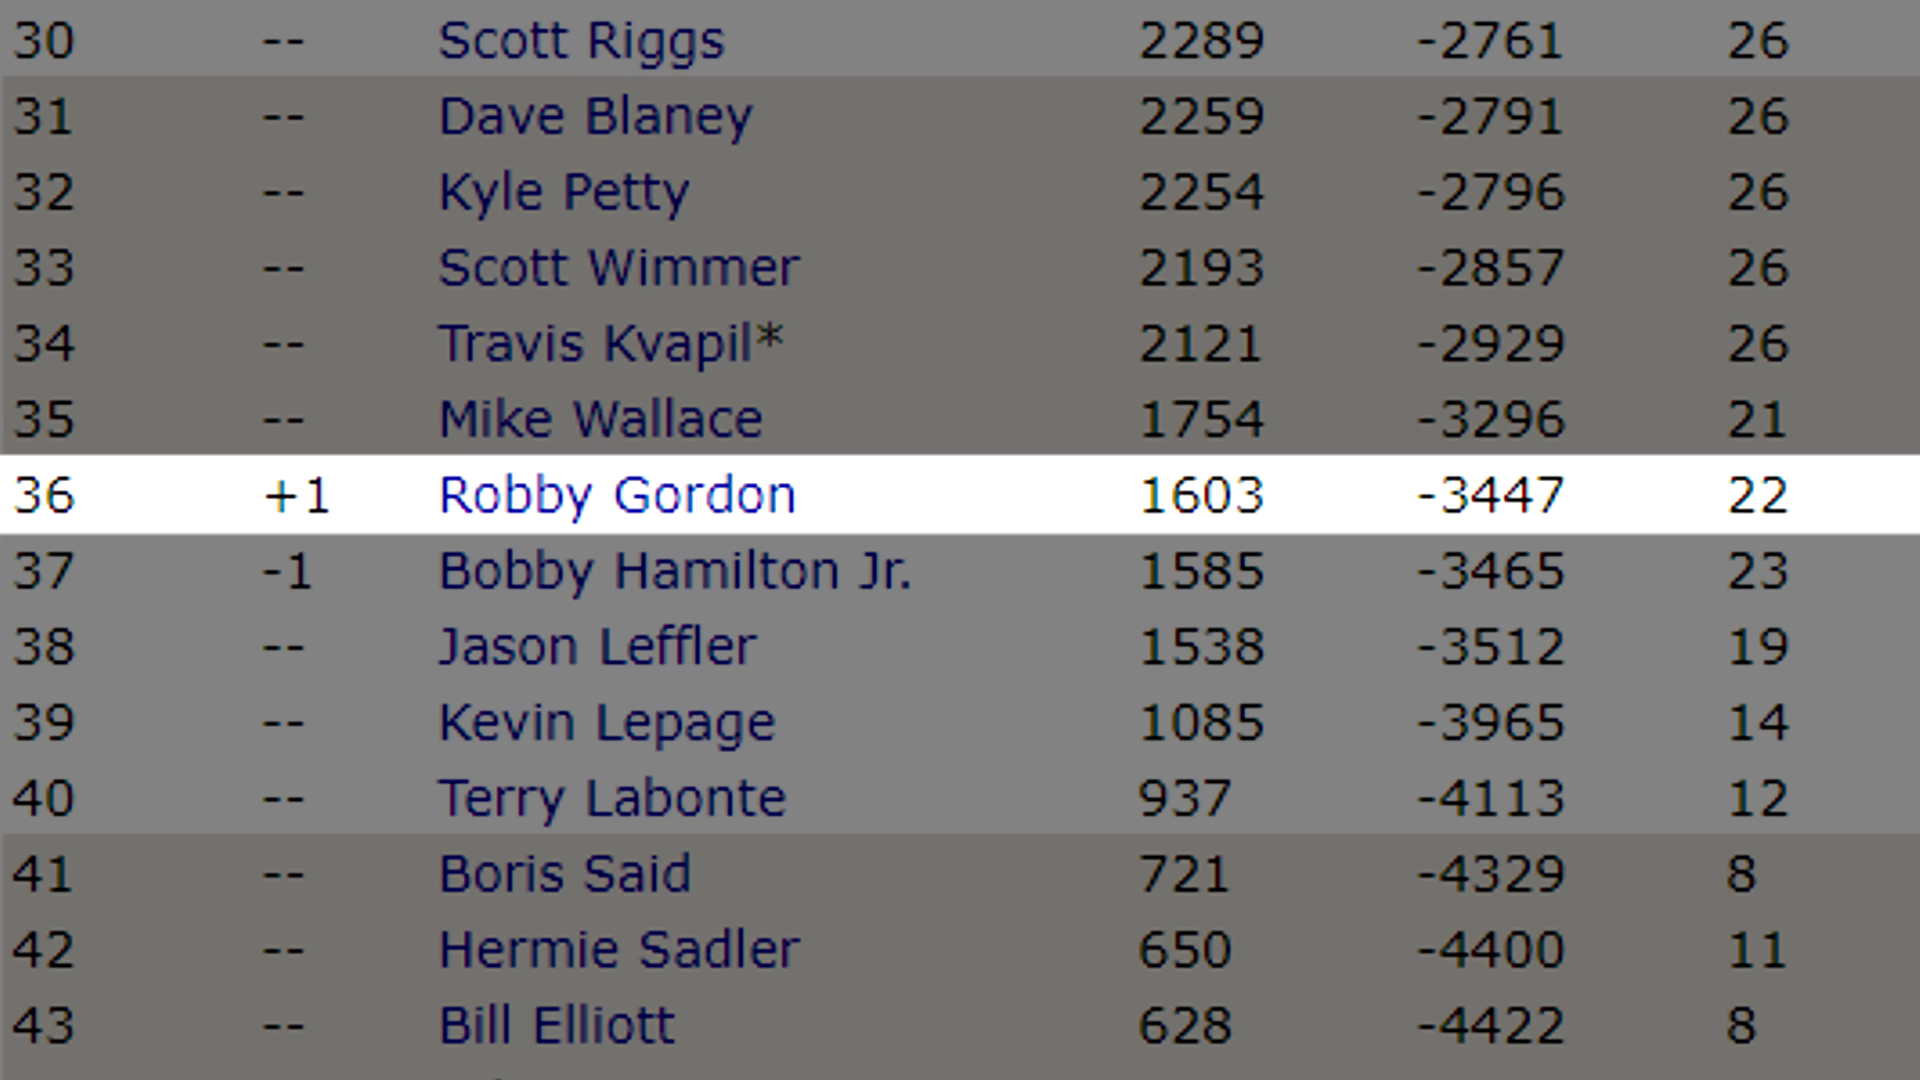 30 -- Scott Riggs 2289 -2761 26
31 -- Dave Blaney 2259 -2791 26
32 -- Kyle Petty 2254 -2796 26
33 -- Scott Wimmer 2193 -2857 26
34 -- Travis Kvapil* 2121 -2929 26
35 -- Mike Wallace 1754 -3296 21
36 +1 Robby Gordon 1603 -3447 22
37 -1 Bobby Hamilton Jr. 1585 -3465 23
38 -- Jason Leffler 1538 -3512 19
39 -- Kevin Lepage 1085 -3965 14
40 -- Terry Labonte 937 -4113 12
41 -- Boris Said 721 -4329 8
42 -- Hermie Sadler 650 -4400 11
43 -- Bill Elliott 628 -4422 8